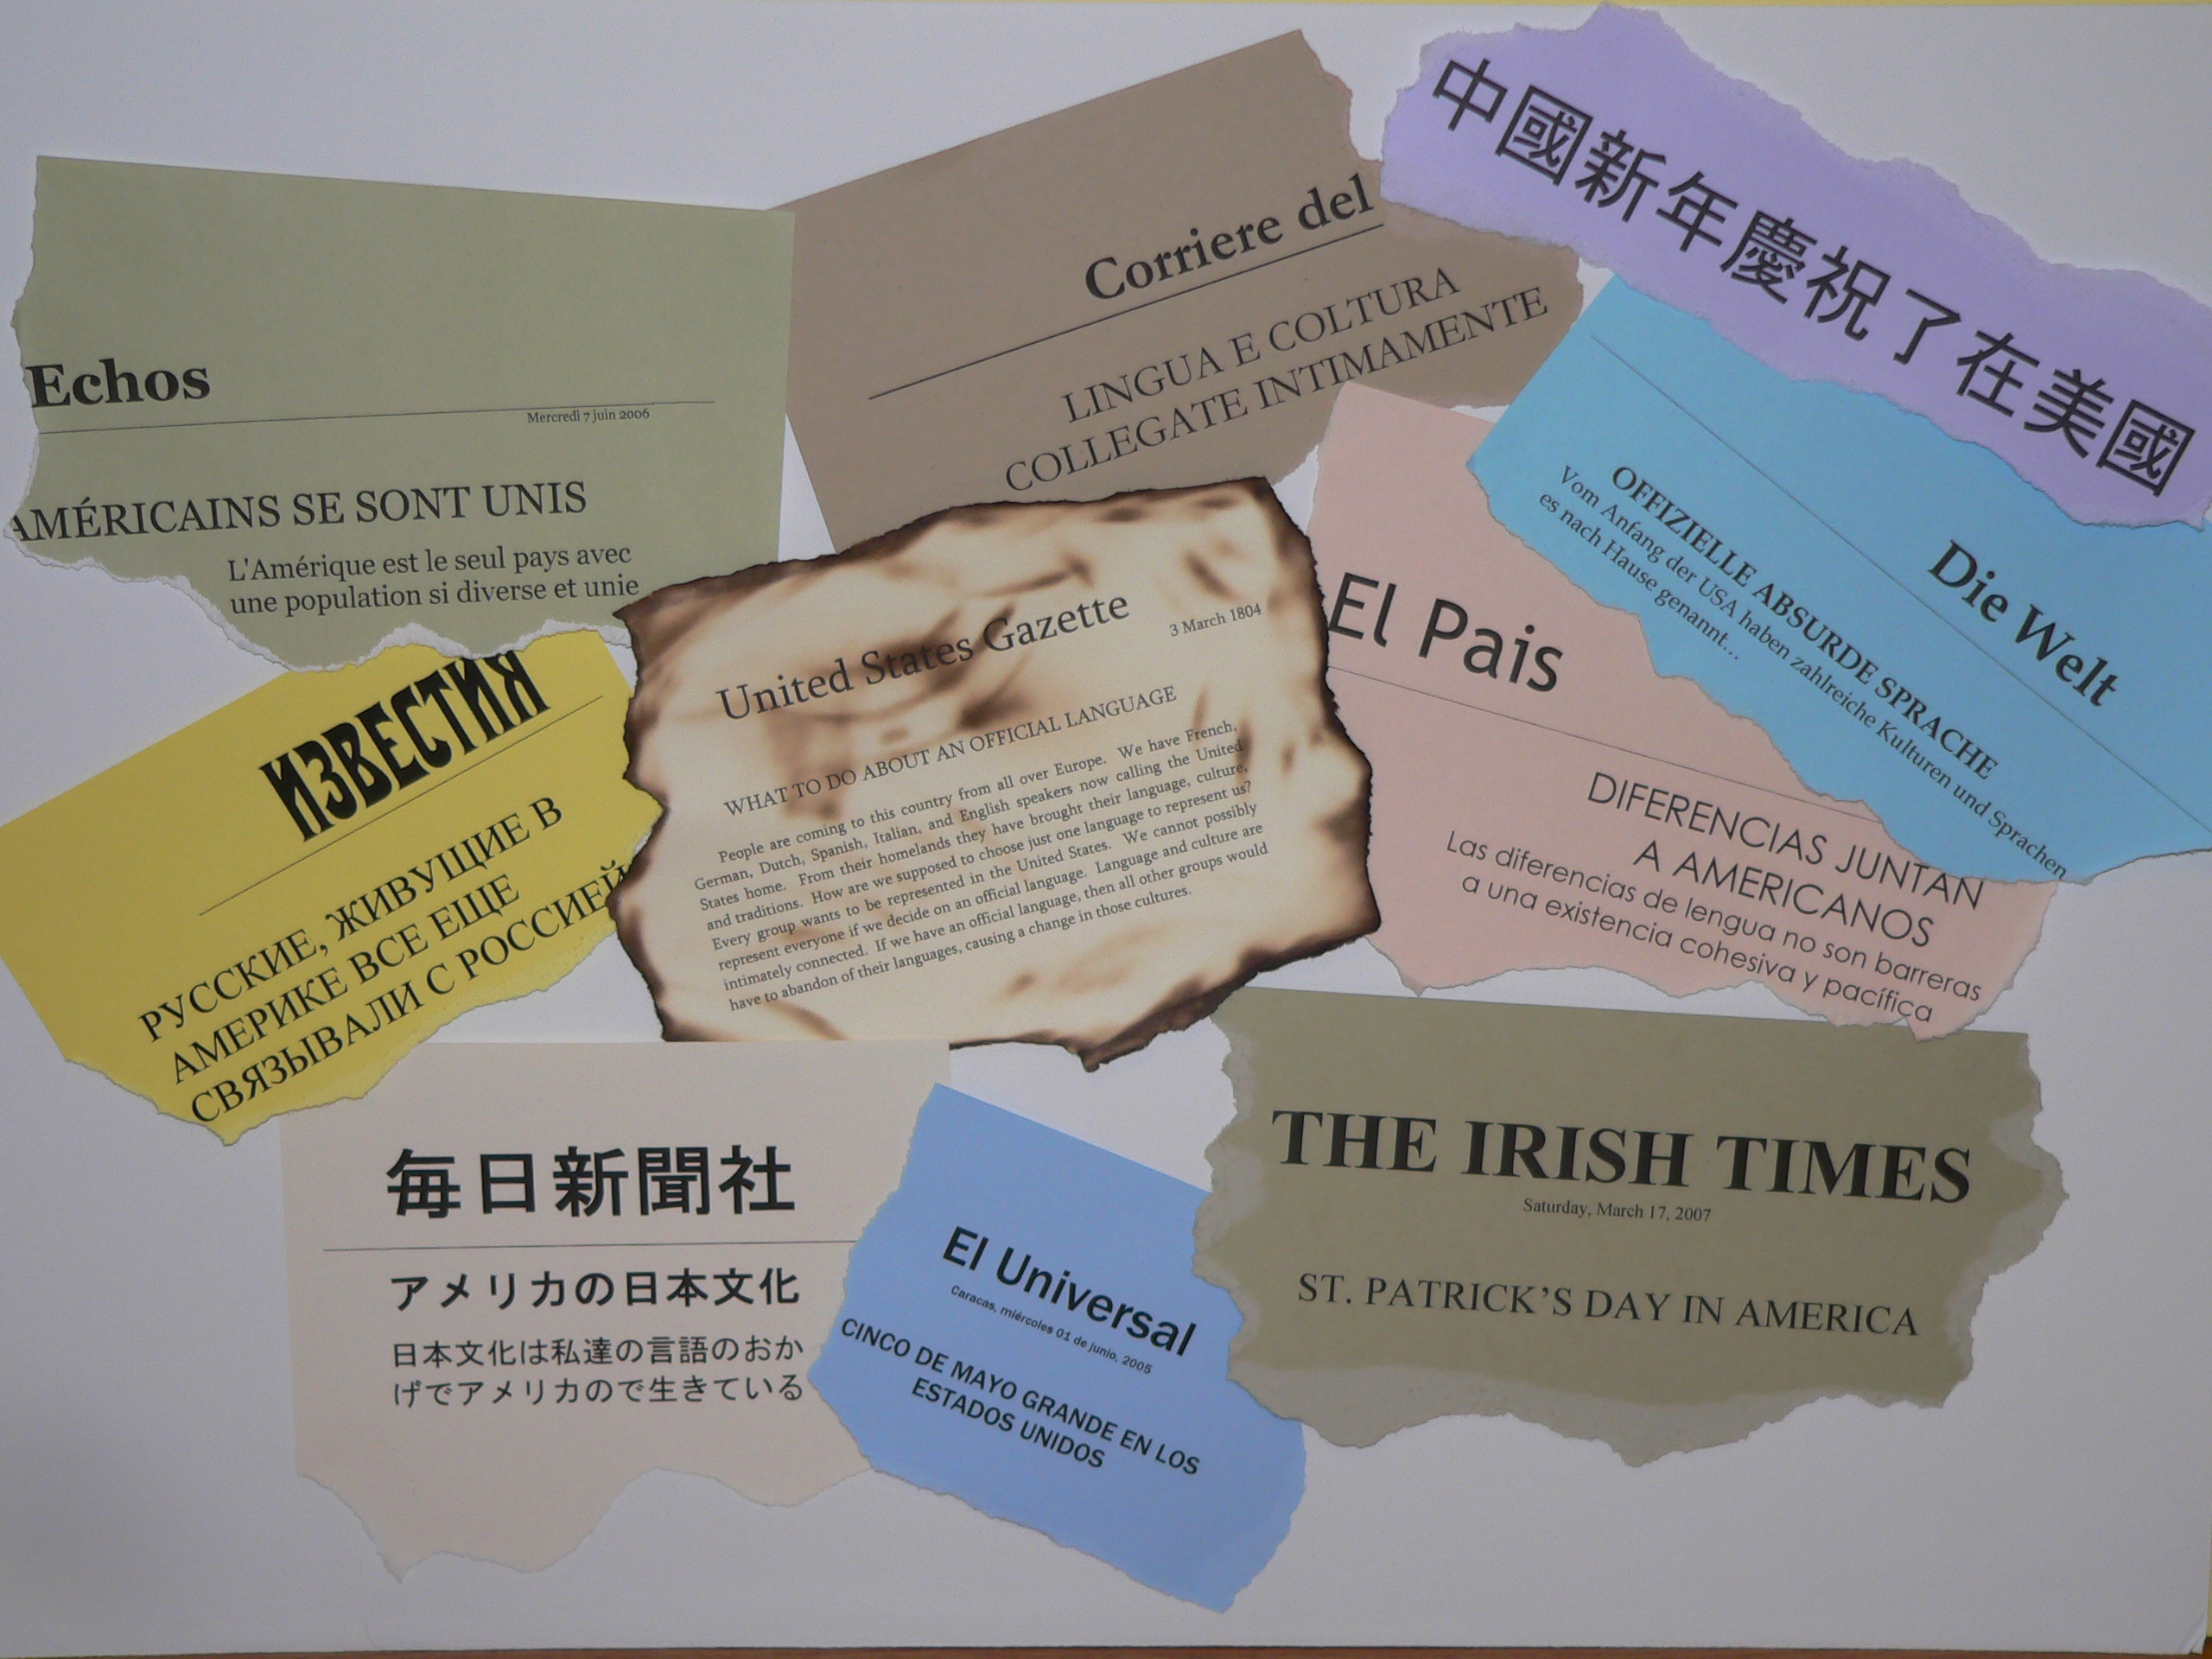 Echos
Mercredi 7 juin 2006
AMÉRICAINS SE SONT UNIS
L'Amérique est le seul pays avec
une population si diverse et unie
Corriere del
LINGUA E COLTURA
COLLEGATE INTIMAMENTE
中國新年慶祝了在美國
Die Welt
OFFIZIELLE ABSURDE SPRACHE
Vom Anfang der USA haben zahlreiche Kulturen und Sprachen
es nach Hause genannt...
El Pais
DIFERENCIAS JUNTAN
A AMERICANOS
Las diferencias de lengua no son barreras
a una existencia cohesiva y pacífica
United States Gazette
3 March 1804
WHAT TO DO ABOUT AN OFFICIAL LANGUAGE
People are coming to this country from all over Europe. We have French,
German, Dutch, Spanish, Italian, and English speakers now calling the United
States home. From their homelands they have brought their language, culture,
and traditions. How are we supposed to choose just one language to represent us?
Every group wants to be represented in the United States. We cannot possibly
represent everyone if we decide on an official language. Language and culture are
intimately connected. If we have an official language, then all other groups would
have to abandon of their languages, causing a change in those cultures.
ИЗВЕСТИЯ
РУССКИЕ, ЖИВУЩИЕ В
АМЕРИКЕ ВСЕ ЕЩЕ
СВЯЗЫВАЛИ С РОССИЕЙ
毎日新聞社
アメリカの日本文化
日本文化は私達の言語のおか
げでアメリカので生きている
El Universal
Caracas, miércoles 01 de junio, 2005
CINCO DE MAYO GRANDE EN LOS
ESTADOS UNIDOS
THE IRISH TIMES
Saturday, March 17, 2007
ST. PATRICK'S DAY IN AMERICA